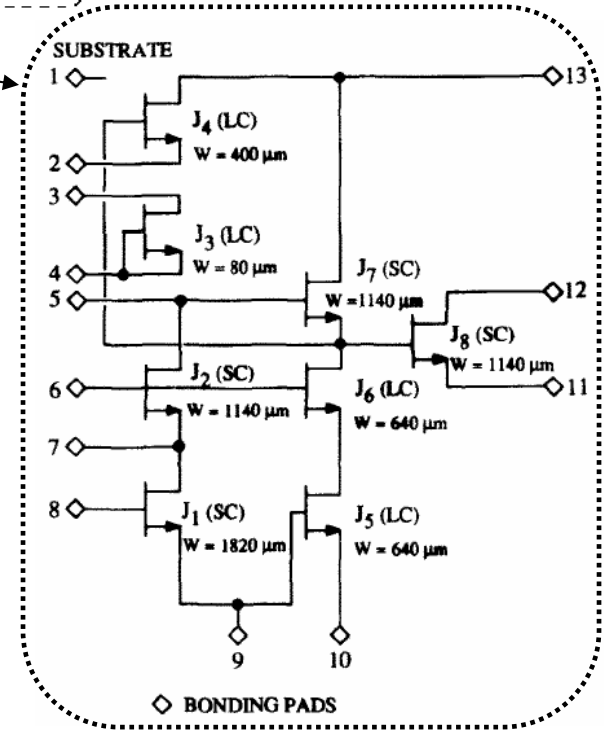 SUBSTRATE
1
13
J4 (LC)
W = 400 µm
2
3
J3 (LC)
W = 80 µm
4
J7 (SC)
W =1140 µm
5
12
J8 (SC)
W = 1140 µm
J2 (SC)
W = 1140 µm
6
J6 (LC)
W = 640 µm
11
7
8
J1 (SC)
W = 1820 µm
J5 (LC)
W = 640 µm
9
10
BONDING PADS